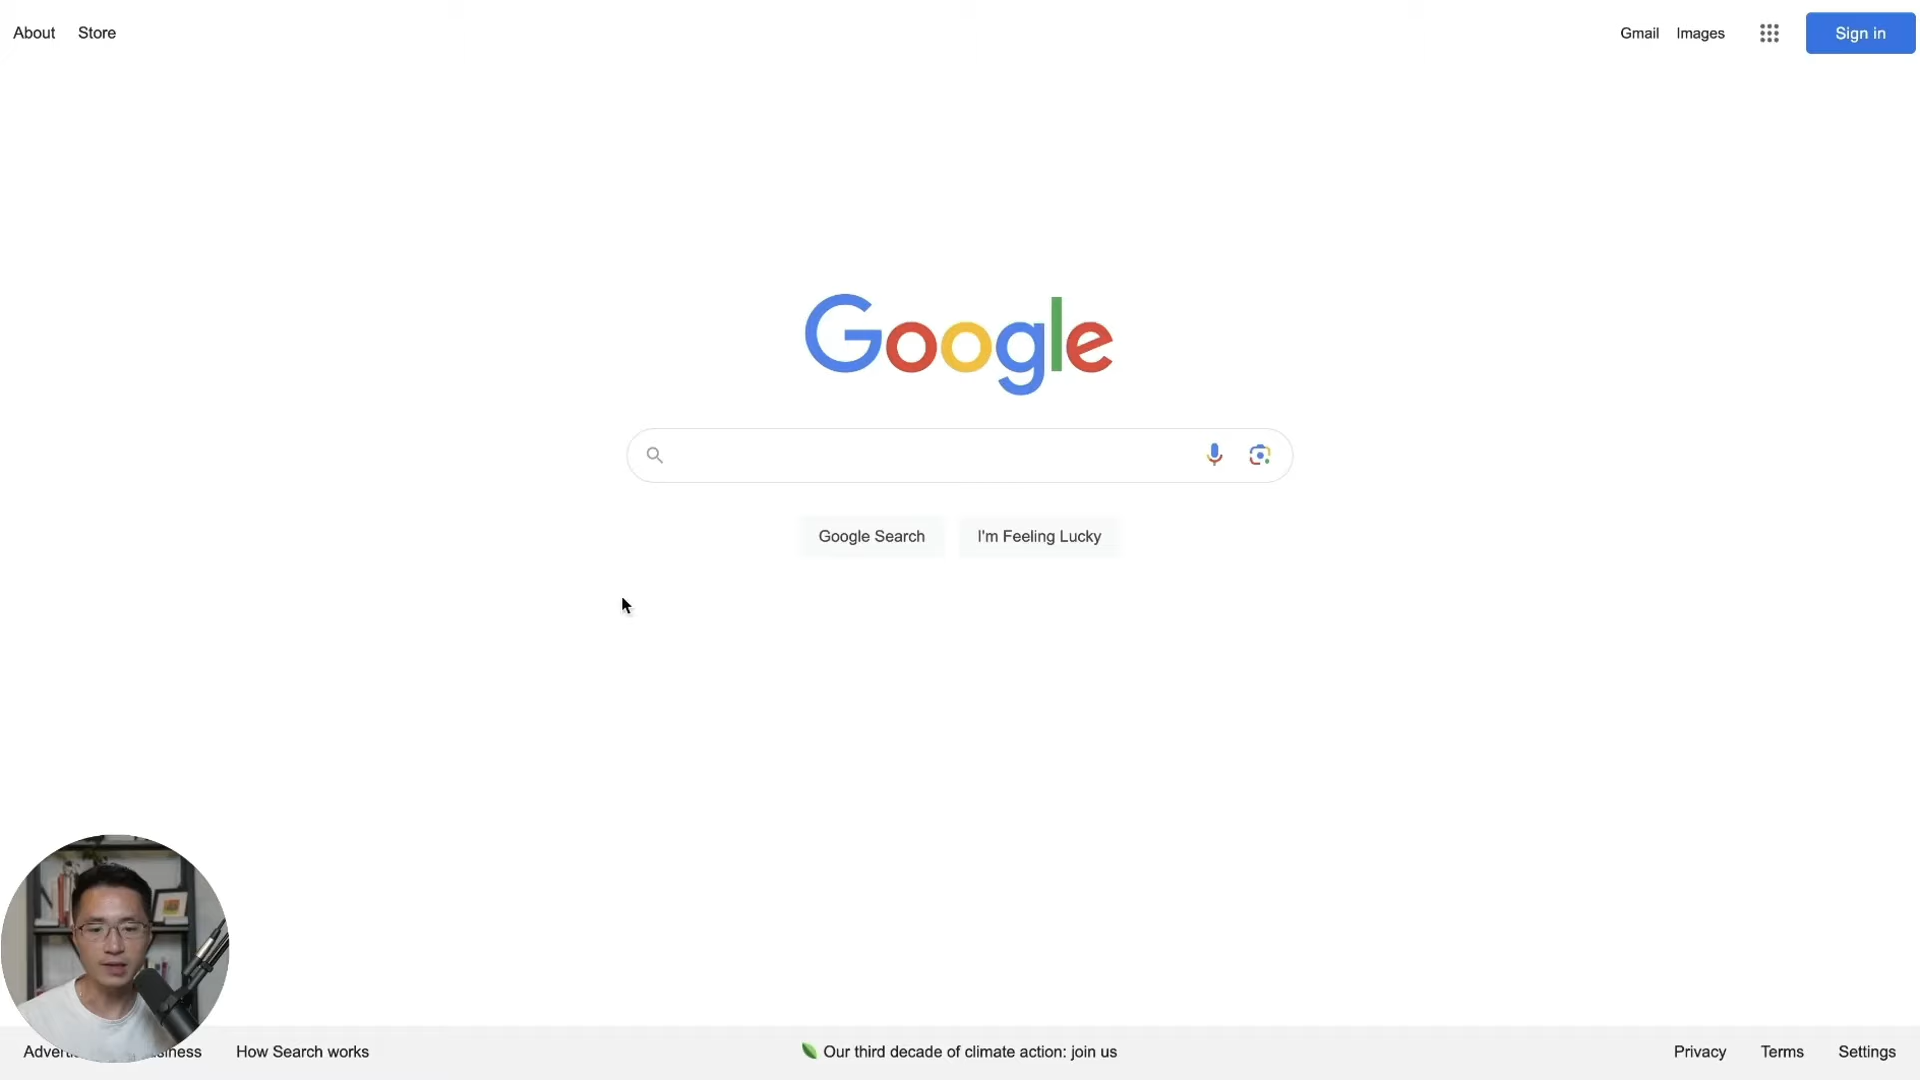 About Store
Gmail Images Sign in
Google
Google Search I'm Feeling Lucky
How Search works
Our third decade of climate action: join us
Privacy Terms Settings